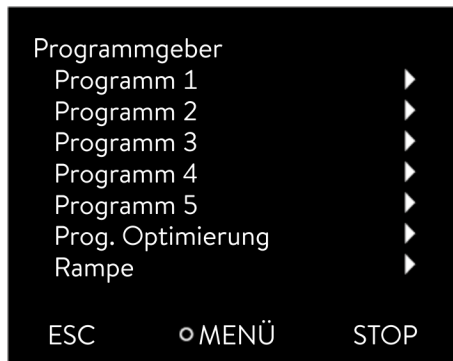 Programmgeber
Programm 1
Programm 2
Programm 3
Programm 4
Programm 5
Prog. Optimierung
Rampe
ESC MENÜ STOP